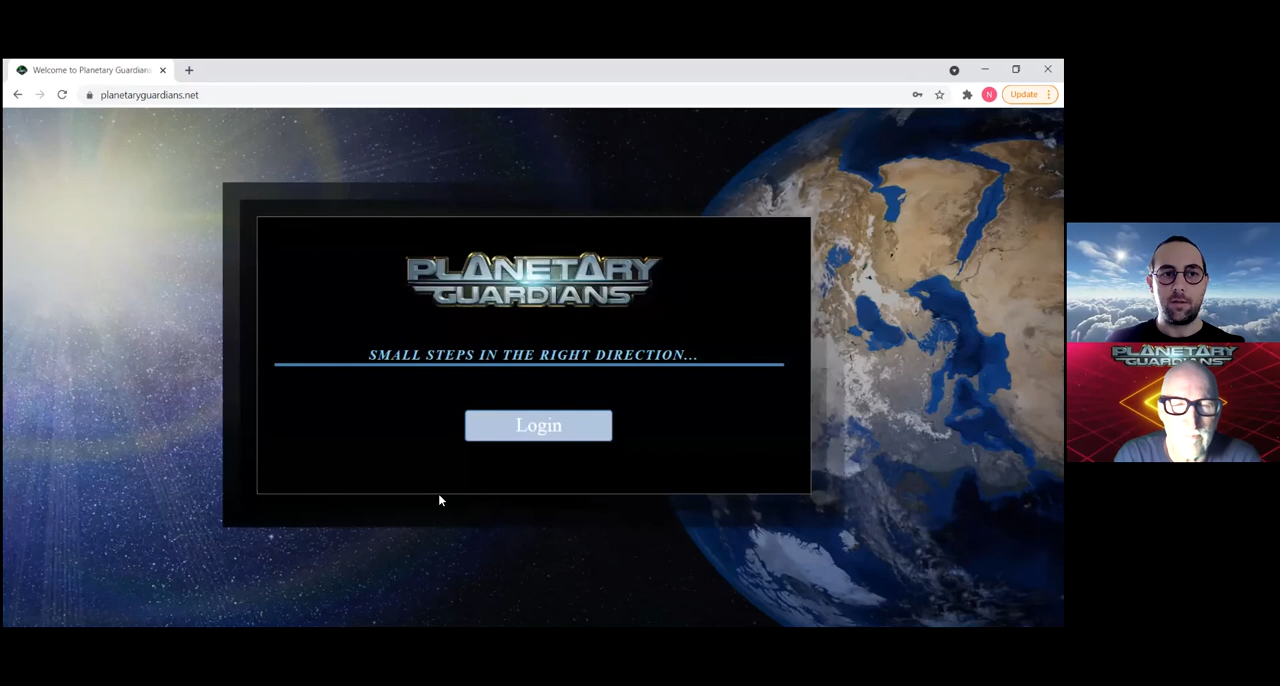 Welcome to Planetary Guardians
planetaryguardians.net
N
Update
PLANETARY
GUARDIANS
SMALL STEPS IN THE RIGHT DIRECTION...
Login
PLANETARY
GUARDIANS